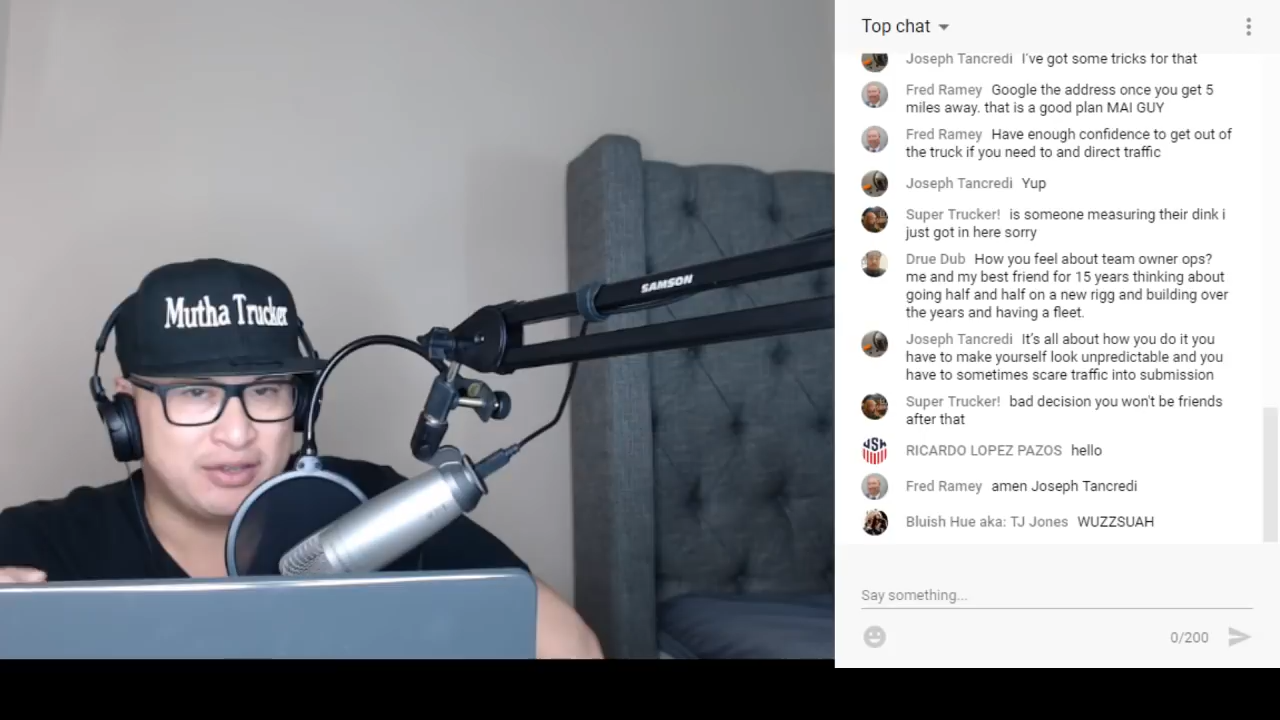 Mutha Trucker
SAMSON
Top chat
Joseph Tancredi I've got some tricks for that
Fred Ramey Google the address once you get 5
miles away. that is a good plan MAI GUY
Fred Ramey Have enough confidence to get out of
the truck if you need to and direct traffic
Joseph Tancredi Yup
Super Trucker! is someone measuring their dink i
just got in here sorry
Drue Dub How you feel about team owner ops?
me and my best friend for 15 years thinking about
going half and half on a new rigg and building over
the years and having a fleet.
Joseph Tancredi It's all about how you do it you
have to make yourself look unpredictable and you
have to sometimes scare traffic into submission
Super Trucker! bad decision you won't be friends
after that
RICARDO LOPEZ PAZOS hello
Fred Ramey amen Joseph Tancredi
Bluish Hue aka: TJ Jones WUZZSUAH
Say something...
0/200